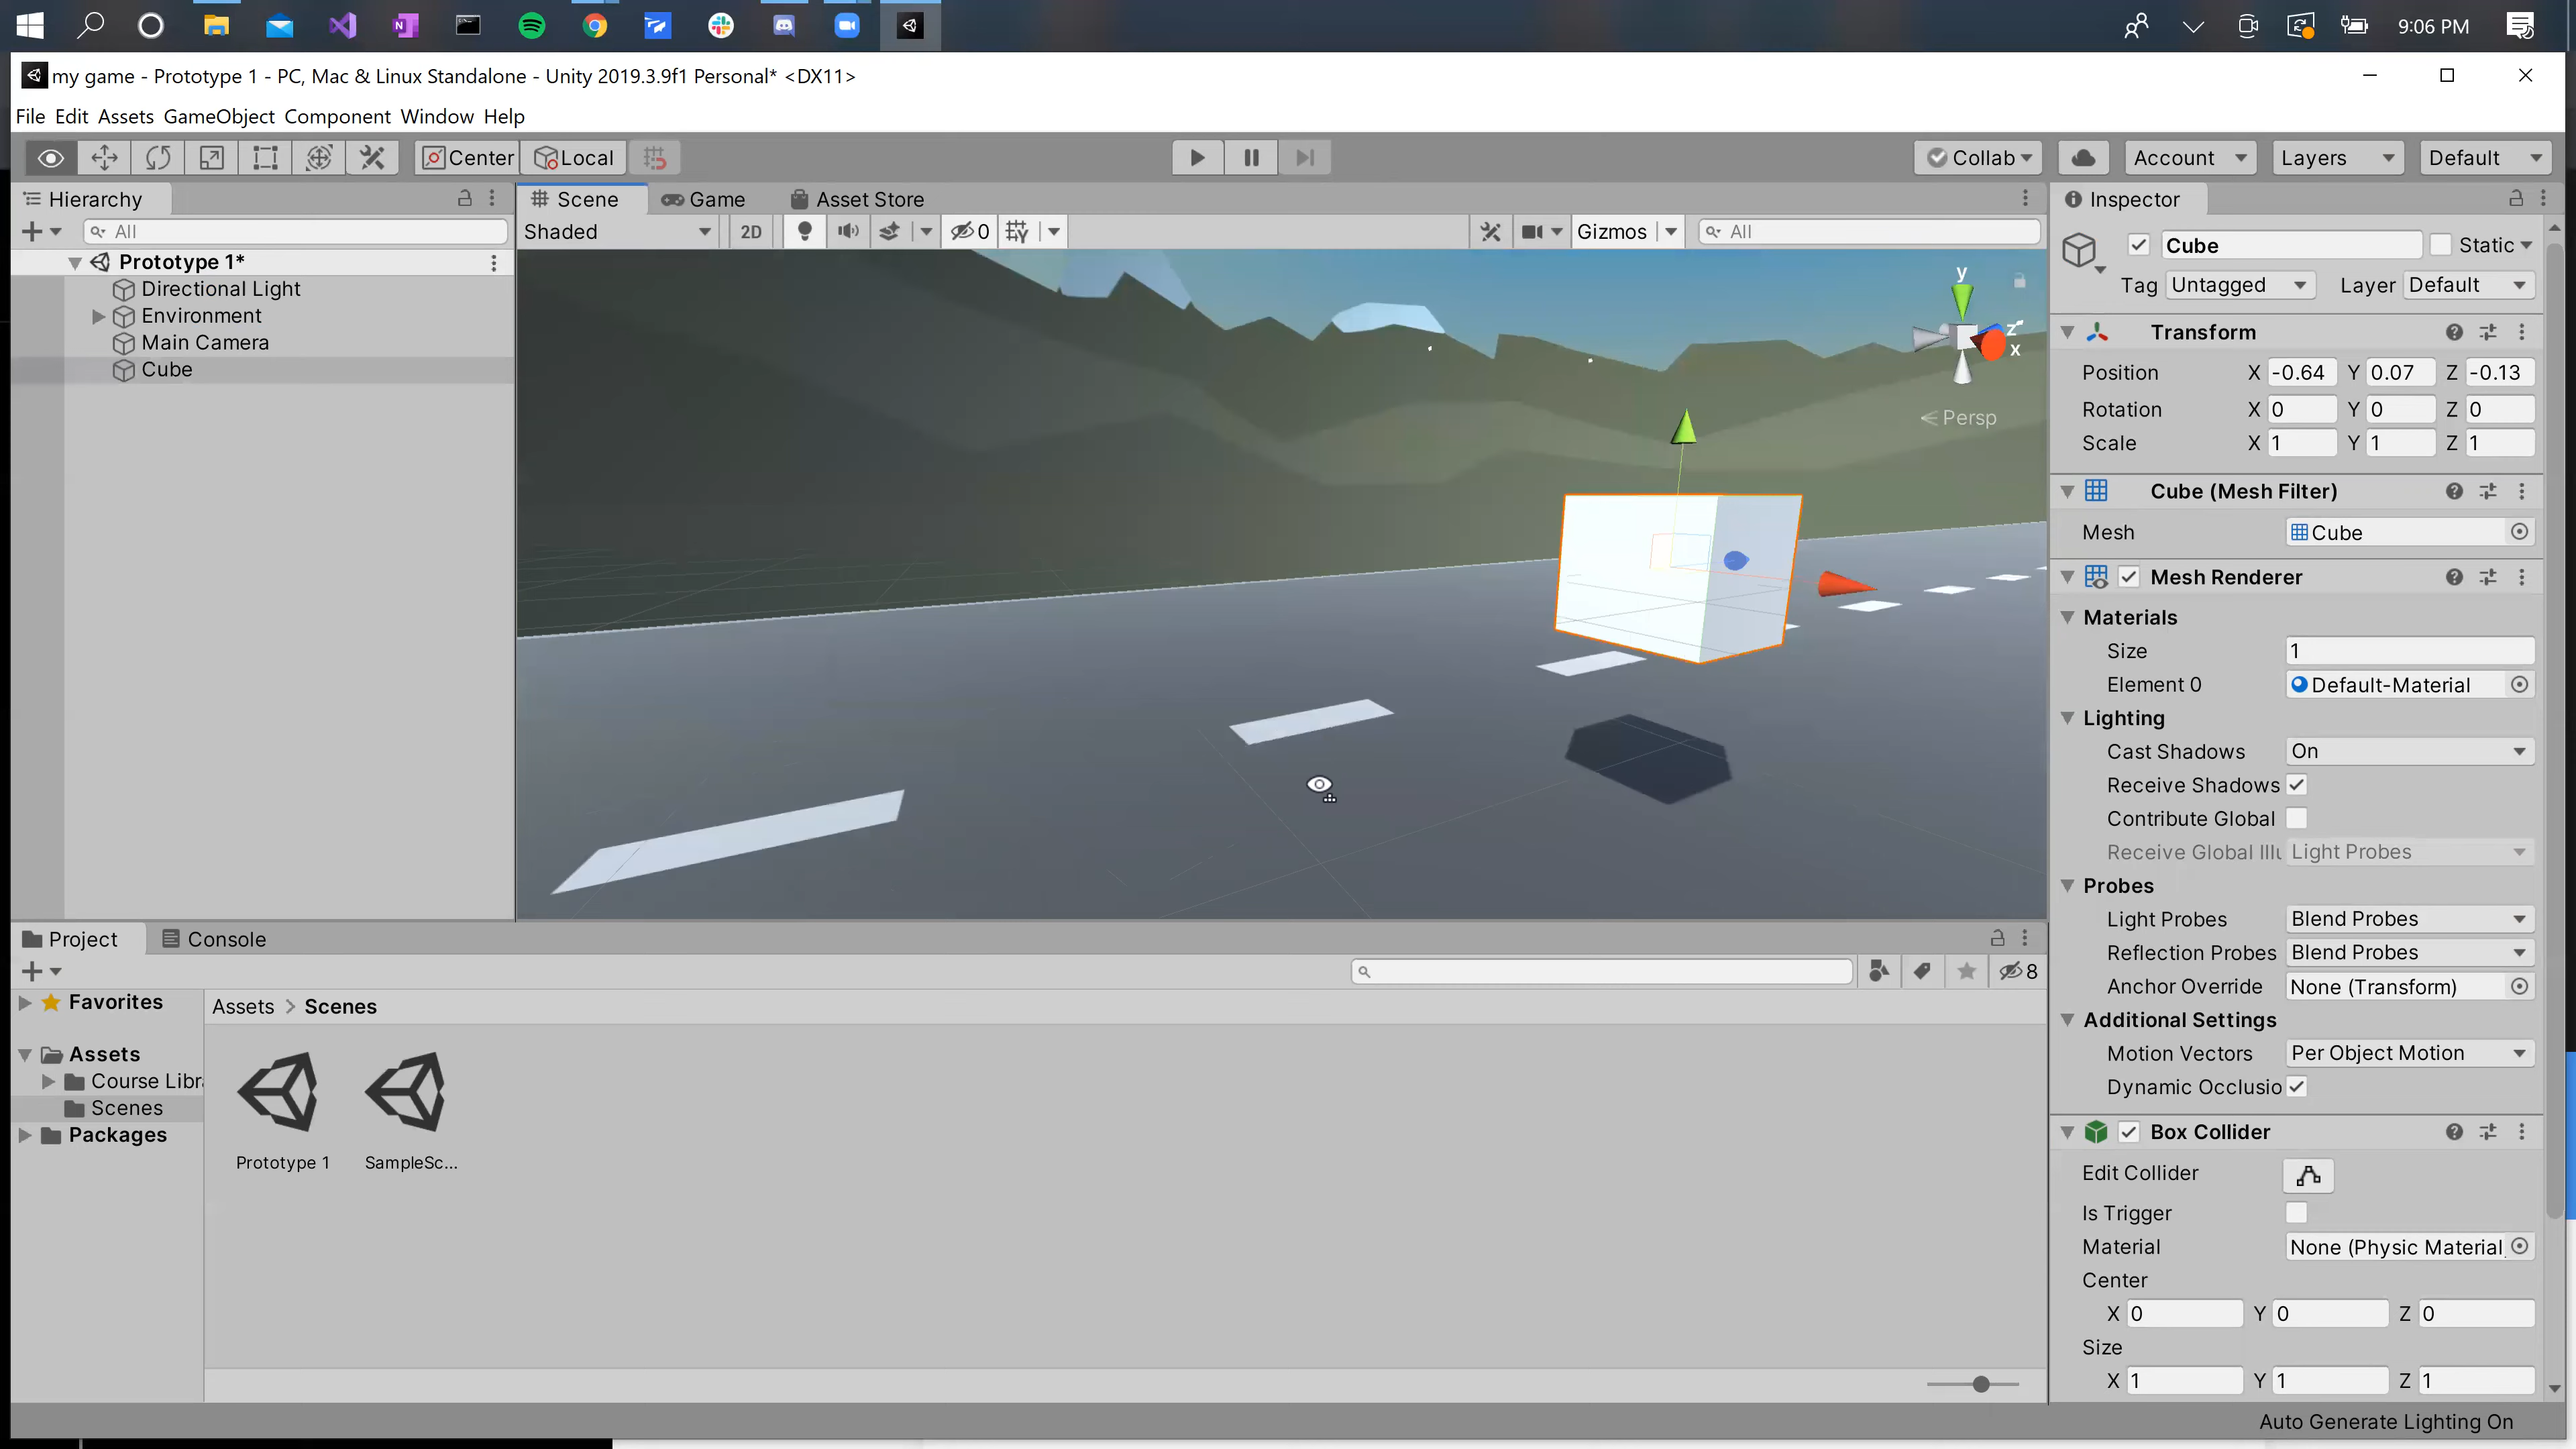 9:06 PM
my game - Prototype 1 - PC, Mac & Linux Standalone - Unity 2019.3.9f1 Personal* <DX11>
File Edit Assets GameObject Component Window Help
Center Local Collab Account Layers Default
Hierarchy
All
Prototype 1*
Directional Light
Environment
Main Camera
Cube
Scene Game Asset Store
Shaded 2D 0 Gizmos All
y
z
x
Persp
Inspector
Cube Static
Tag Untagged Layer Default
Transform
Position X -0.64 Y 0.07 Z -0.13
Rotation X 0 Y 0 Z 0
Scale X 1 Y 1 Z 1
Cube (Mesh Filter)
Mesh Cube
Mesh Renderer
Materials
Size 1
Element 0 Default-Material
Lighting
Cast Shadows On
Receive Shadows
Contribute Global
Receive Global Illu Light Probes
Probes
Light Probes Blend Probes
Reflection Probes Blend Probes
Anchor Override None (Transform)
Additional Settings
Motion Vectors Per Object Motion
Dynamic Occlusio
Box Collider
Edit Collider
Is Trigger
Material None (Physic Material
Center
X 0 Y 0 Z 0
Size
X 1 Y 1 Z 1
Project Console
8
Favorites
Assets
Course Libr
Scenes
Packages
Assets > Scenes
Prototype 1 SampleSc...
Auto Generate Lighting On